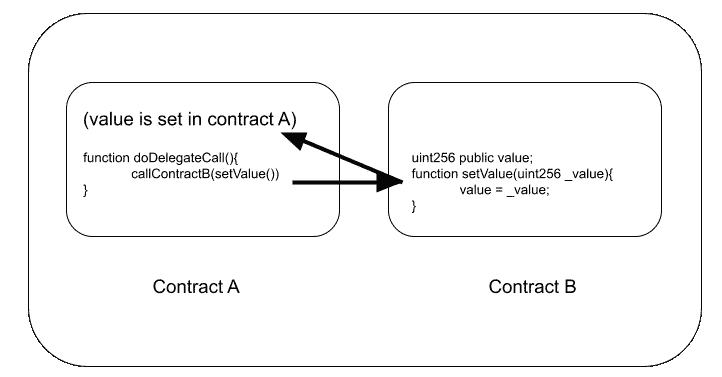 (value is set in contract A)
function doDelegateCall(){
callContractB(setValue())
}
uint256 public value;
function setValue(uint256 _value){
value = _value;
}
Contract A
Contract B